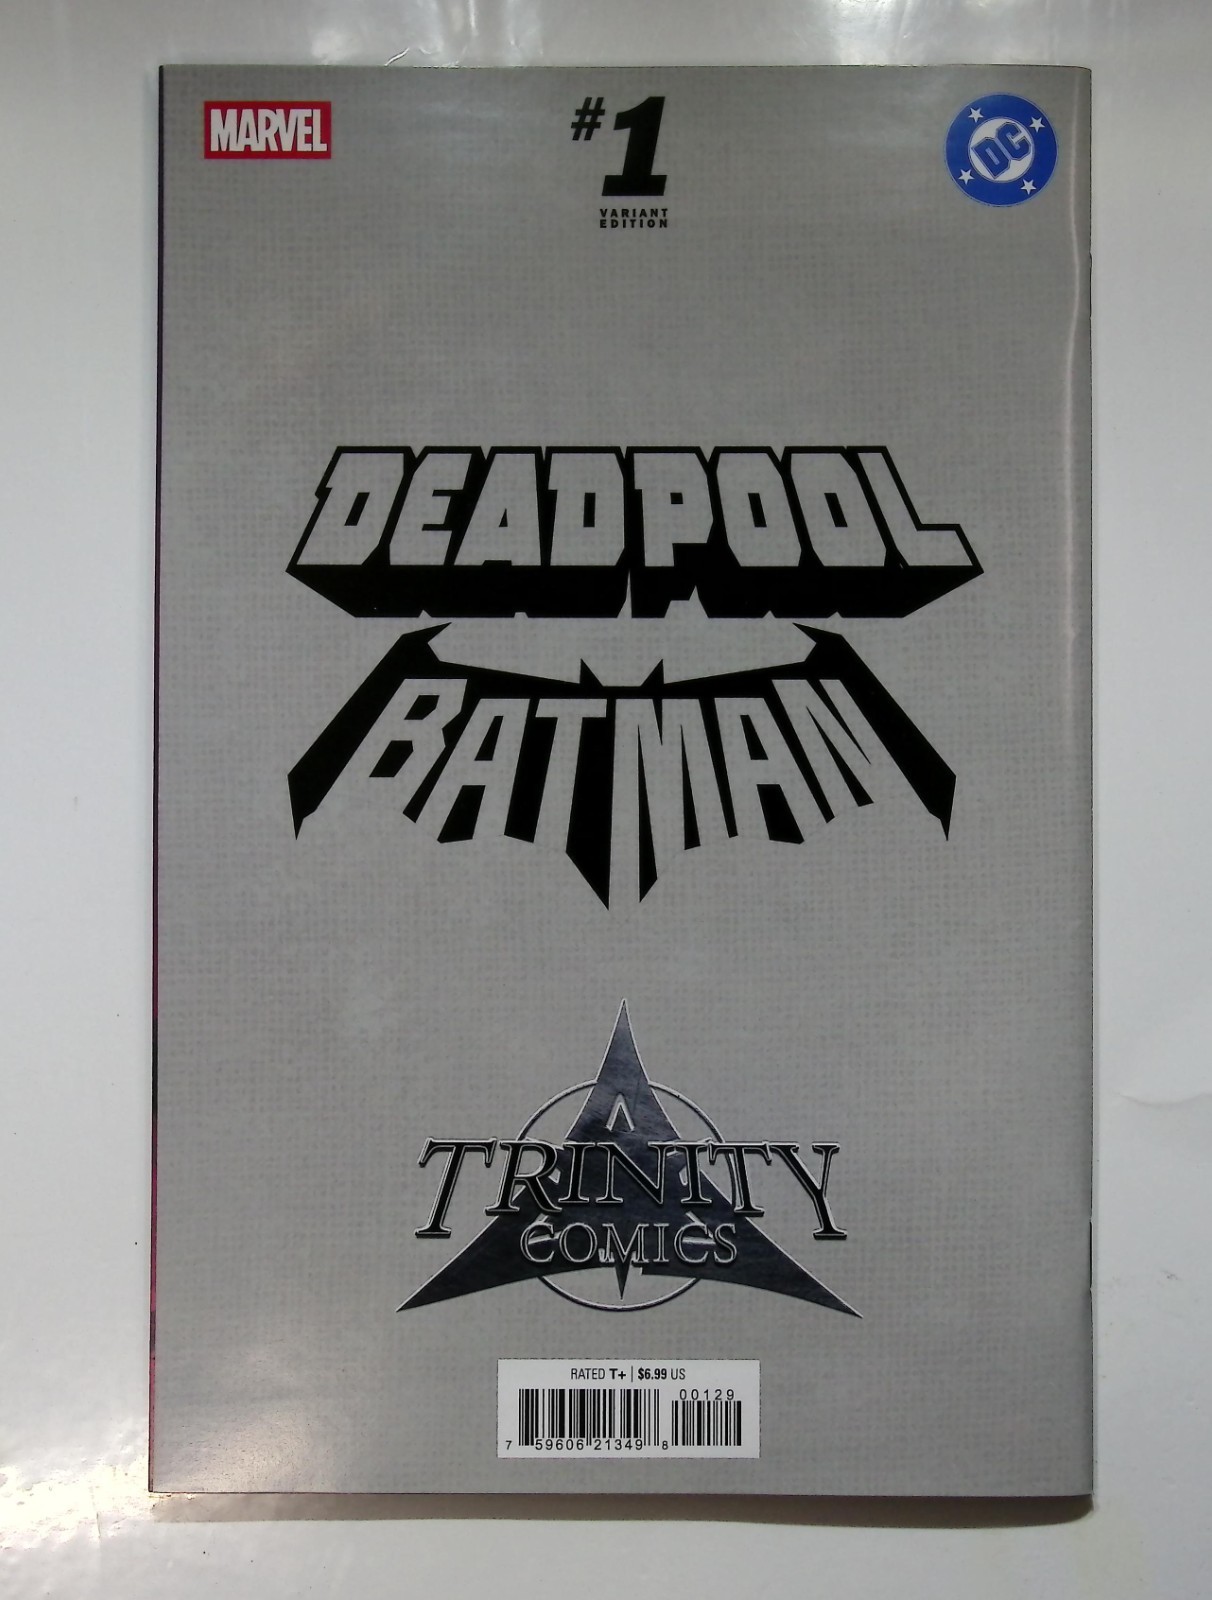 MARVEL
#1
VARIANT
EDITION
DC
DEADPOOL
BATMAN
TRINITY
COMICS
RATED T+ | $6.99 US
00129
7 59606 21349 8